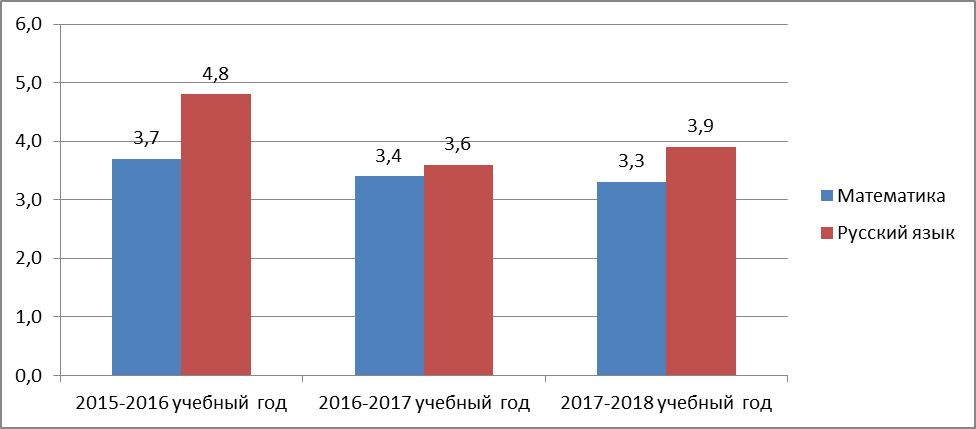 6,0
5,0
4,0
3,0
2,0
1,0
0,0
3,7
4,8
3,4
3,6
3,3
3,9
2015-2016 учебный год
2016-2017 учебный год
2017-2018 учебный год
Математика
Русский язык